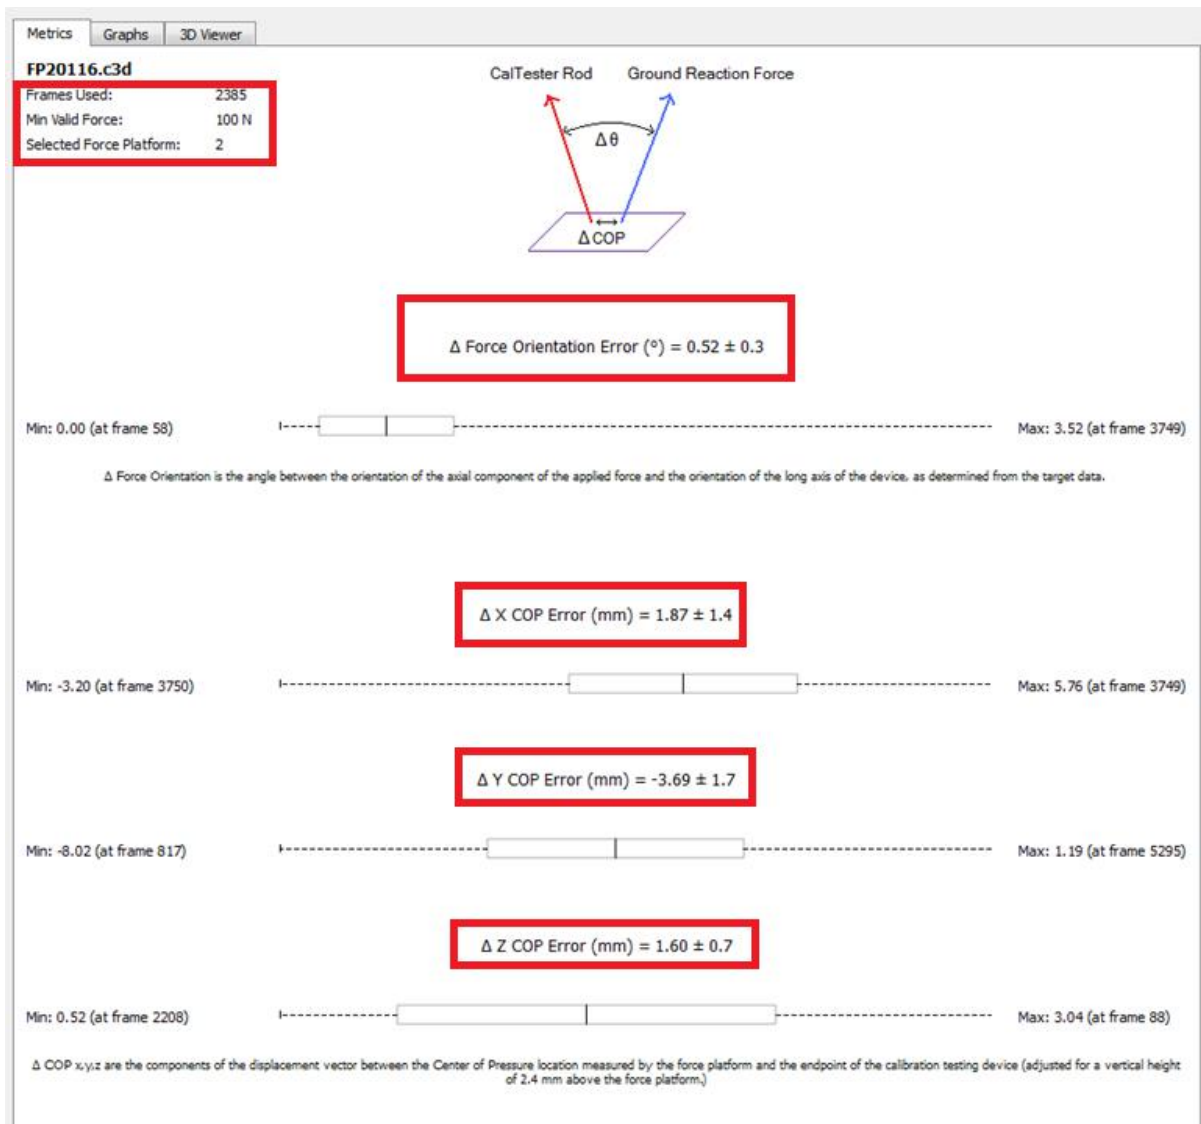 Metrics Graphs 3D Viewer
FP20116.c3d
Frames Used: 2385
Min Valid Force: 100 N
Selected Force Platform: 2
CalTester Rod Ground Reaction Force
Δ θ
Δ COP
Δ Force Orientation Error (°) = 0.52 ± 0.3
Min: 0.00 (at frame 58) Max: 3.52 (at frame 3749)
Δ Force Orientation is the angle between the orientation of the axial component of the applied force and the orientation of the long axis of the device, as determined from the target data.
Δ X COP Error (mm) = 1.87 ± 1.4
Min: -3.20 (at frame 3750) Max: 5.76 (at frame 3749)
Δ Y COP Error (mm) = -3.69 ± 1.7
Min: -8.02 (at frame 817) Max: 1.19 (at frame 5295)
Δ Z COP Error (mm) = 1.60 ± 0.7
Min: 0.52 (at frame 2208) Max: 3.04 (at frame 88)
Δ COP x,y,z are the components of the displacement vector between the Center of Pressure location measured by the force platform and the endpoint of the calibration testing device (adjusted for a vertical height
of 2.4 mm above the force platform.)